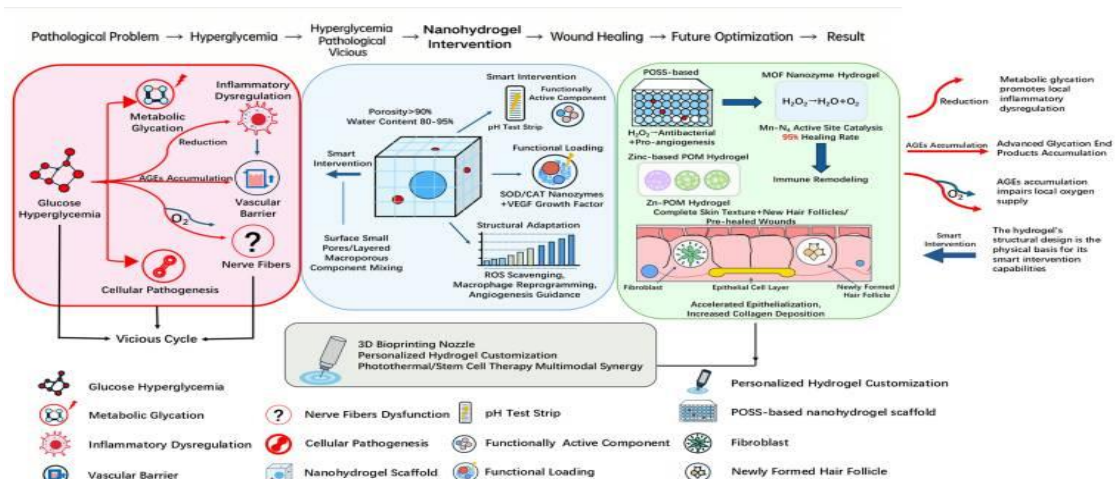 Pathological Problem → Hyperglycemia → Hyperglycemia Pathological Vicious → Nanohydrogel Intervention → Wound Healing → Future Optimization → Result
Metabolic
Glycation
Inflammatory
Dysregulation
Reduction
AGEs Accumulation
Glucose
Hyperglycemia
Vascular
Barrier
O₂
?
Nerve Fibers
Cellular Pathogenesis
Vicious Cycle
Porosity>90%
Water Content 80-95%
Smart Intervention
Functionally
Active Component
pH Test Strip
Smart
Intervention
Functional Loading
SOD/CAT Nanozymes
+VEGF Growth Factor
Surface Small
Pores/Layered
Macroporous
Component Mixing
Structural Adaptation
ROS Scavenging,
Macrophage Reprogramming,
Angiogenesis Guidance
POSS-based
H₂O₂→Antibacterial
+Pro-angiogenesis
MOF Nanozyme Hydrogel
H₂O₂→H₂O+O₂
Mn-N₄ Active Site Catalysis
95% Healing Rate
Zinc-based POM Hydrogel
Zn-POM Hydrogel
Immune Remodeling
Complete Skin Texture+New Hair Follicles/
Pre-healed Wounds
Fibroblast
Epithekal Cell Layer
Newly Formed
Hair Follicle
Accelerated Epithelialization,
Increased Collagen Deposition
Reduction
Metabolic glycation
promotes local
inflammatory
dysregulation
AGEs Accumulation
Advanced Glycation End
Products Accumulation
O₂
AGEs accumulation
impairs local oxygen
supply
Smart
Intervention
The hydrogel's
structural design is the
physical basis for its
smart intervention
capabilities
3D Bioprinting Nozzle
Personalized Hydrogel Customization
Photothermal/Stem Cell Therapy Multimodal Synergy
Glucose Hyperglycemia
Metabolic Glycation
Inflammatory Dysregulation
Vascular Barrier
? Nerve Fibers Dysfunction
Cellular Pathogenesis
Nanohydrogel Scaffold
pH Test Strip
Functionally Active Component
Functional Loading
Personalized Hydrogel Customization
POSS-based nanohydrogel scaffold
Fibroblast
Newly Formed Hair Follicle